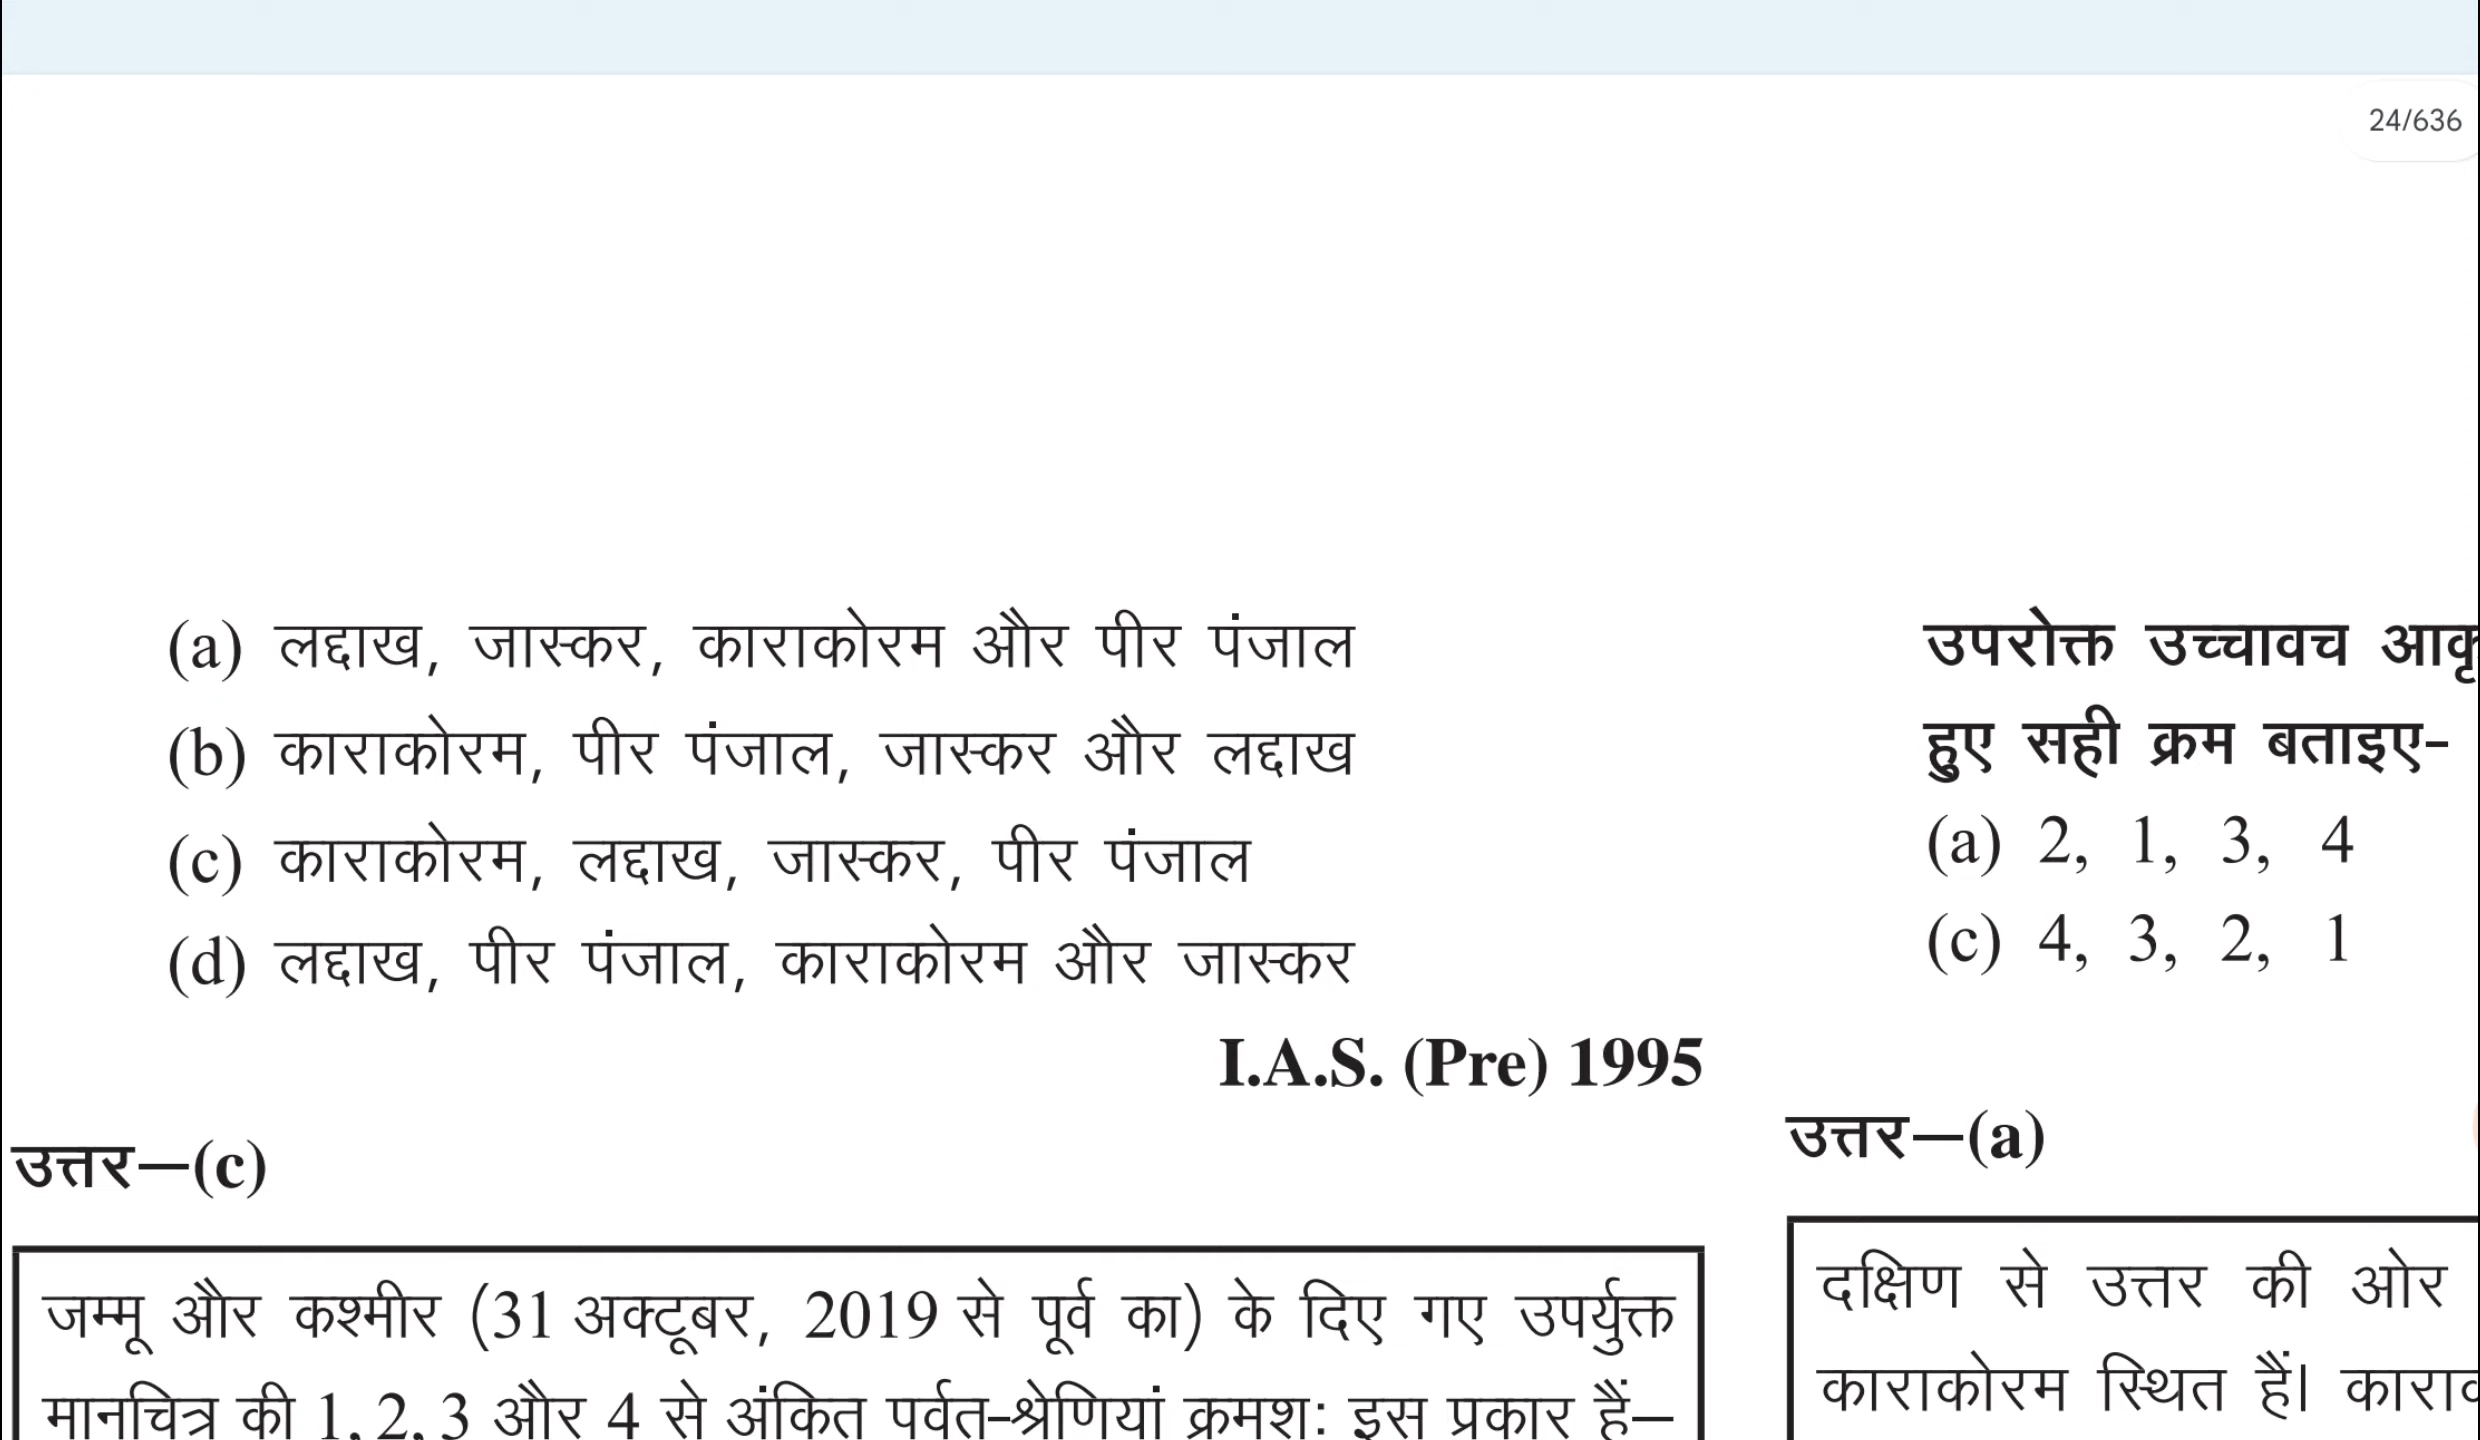 24/636
(a) लद्दाख, जास्कर, काराकोरम और पीर पंजाल
(b) काराकोरम, पीर पंजाल, जास्कर और लद्दाख
(c) काराकोरम, लद्दाख, जास्कर, पीर पंजाल
(d) लद्दाख, पीर पंजाल, काराकोरम और जास्कर
I.A.S. (Pre) 1995
उत्तर—(c)
जम्मू और कश्मीर (31 अक्टूबर, 2019 से पूर्व का) के दिए गए उपर्युक्त
मानचित्र की 1, 2, 3 और 4 से अंकित पर्वत-श्रेणियां क्रमशः इस प्रकार हैं—
उपरोक्त उच्चावच
हुए सही क्रम बताइए-
(a) 2, 1, 3, 4
(c) 4, 3, 2, 1
उत्तर—(a)
दक्षिण से उत्तर की ओर
काराकोरम स्थित हैं।